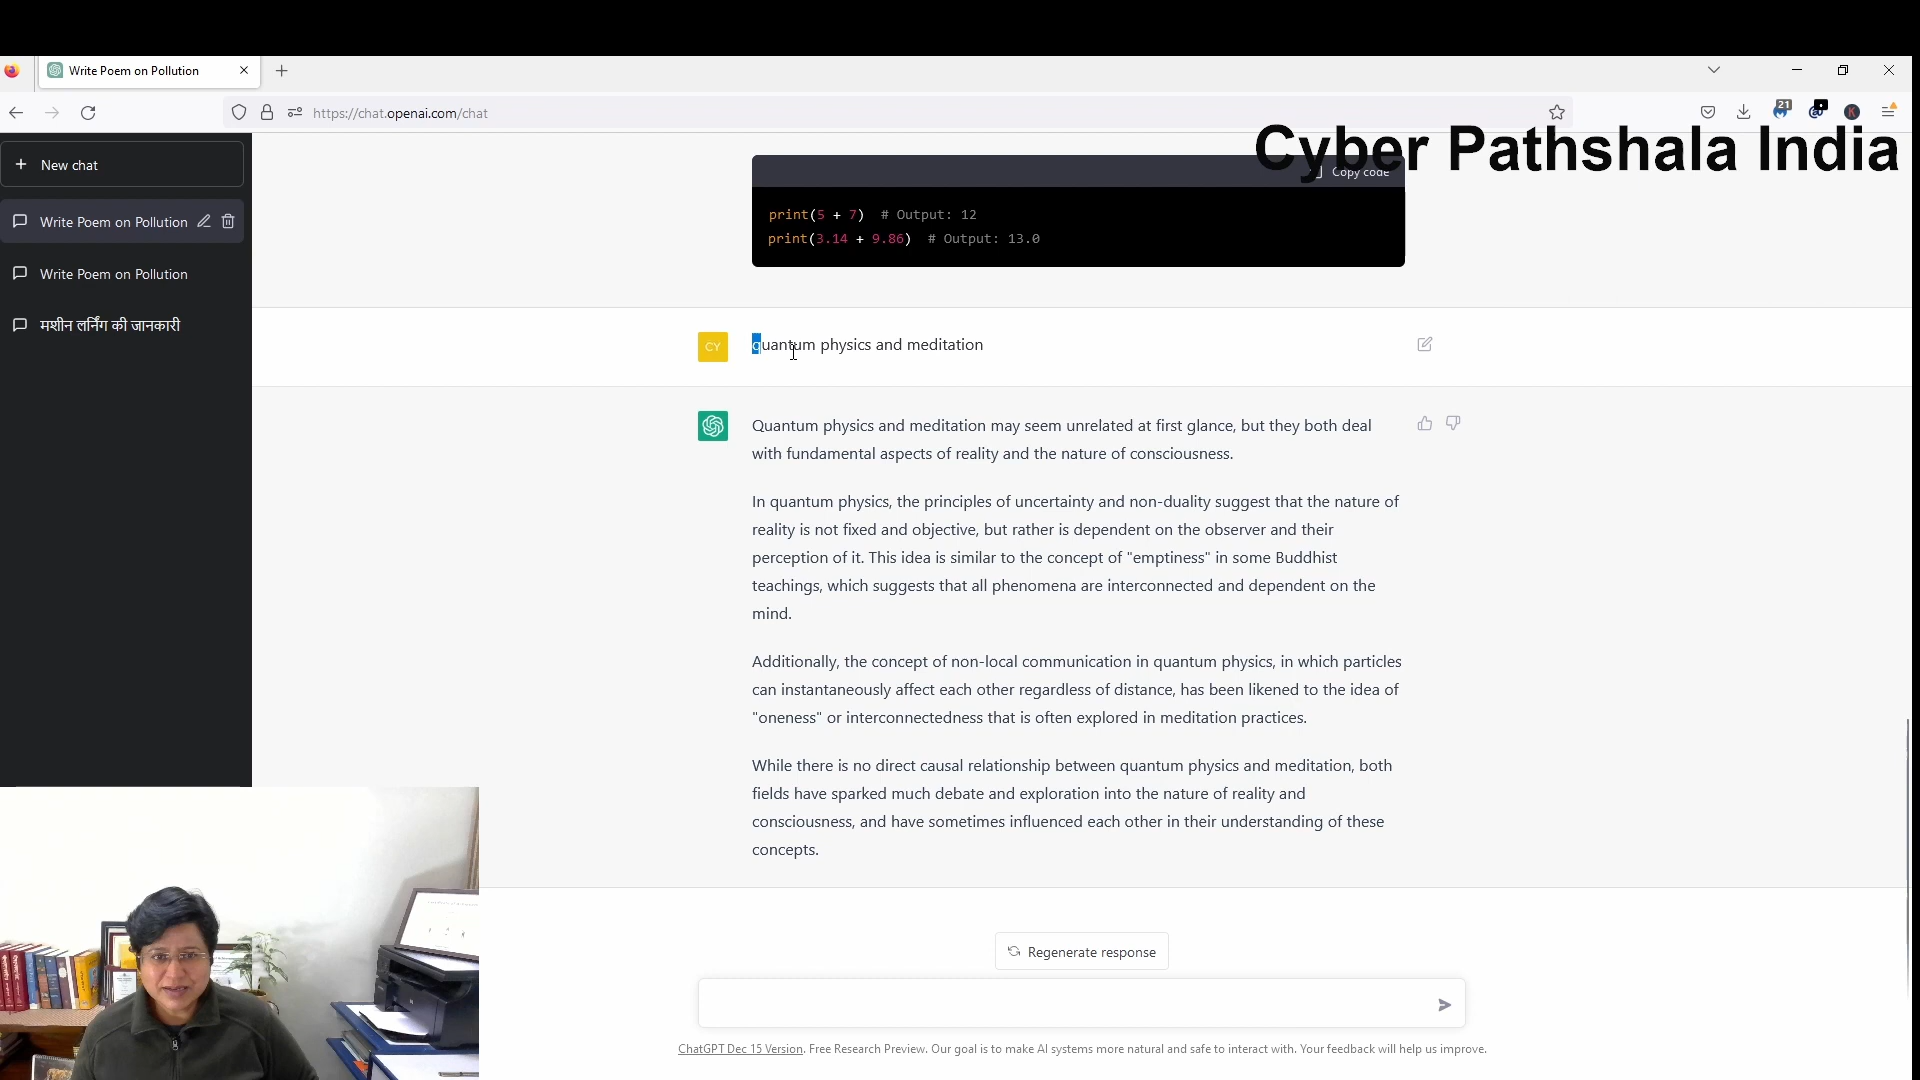 Write Poem on Pollution
https://chat.openai.com/chat
21
K
Cyber Pathshala India
New chat
Write Poem on Pollution
Write Poem on Pollution
मशीन लर्निंग की जानकारी
Copy code
print(5 + 7)  # Output: 12
print(3.14 + 9.86)  # Output: 13.0
CY
quantum physics and meditation
Quantum physics and meditation may seem unrelated at first glance, but they both deal
with fundamental aspects of reality and the nature of consciousness.
In quantum physics, the principles of uncertainty and non-duality suggest that the nature of
reality is not fixed and objective, but rather is dependent on the observer and their
perception of it. This idea is similar to the concept of "emptiness" in some Buddhist
teachings, which suggests that all phenomena are interconnected and dependent on the
mind.
Additionally, the concept of non-local communication in quantum physics, in which particles
can instantaneously affect each other regardless of distance, has been likened to the idea of
"oneness" or interconnectedness that is often explored in meditation practices.
While there is no direct causal relationship between quantum physics and meditation, both
fields have sparked much debate and exploration into the nature of reality and
consciousness, and have sometimes influenced each other in their understanding of these
concepts.
Regenerate response
ChatGPT Dec 15 Version. Free Research Preview. Our goal is to make AI systems more natural and safe to interact with. Your feedback will help us improve.